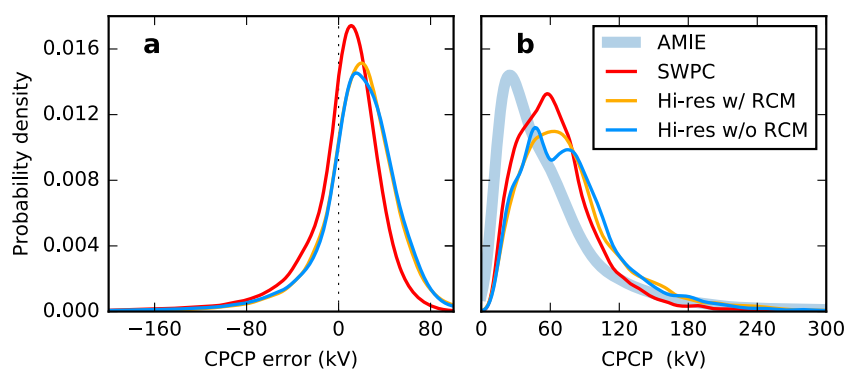 a
0.016
0.012
0.008
0.004
0.000
Probability density
−160
−80
0
80
CPCP error (kV)
b
AMIE
SWPC
Hi-res w/ RCM
Hi-res w/o RCM
0
60
120
180
240
300
CPCP (kV)